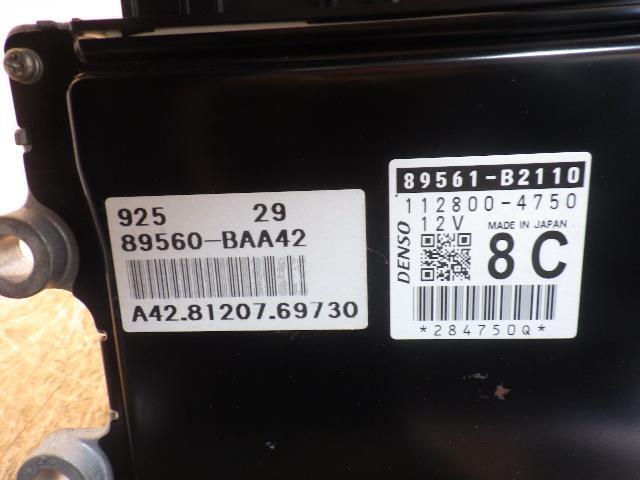 925 29
89560-BAA42
A42.81207.69730
89561-B2110
112800-4750
12V MADE IN JAPAN
DENSO
8C
*284750Q*